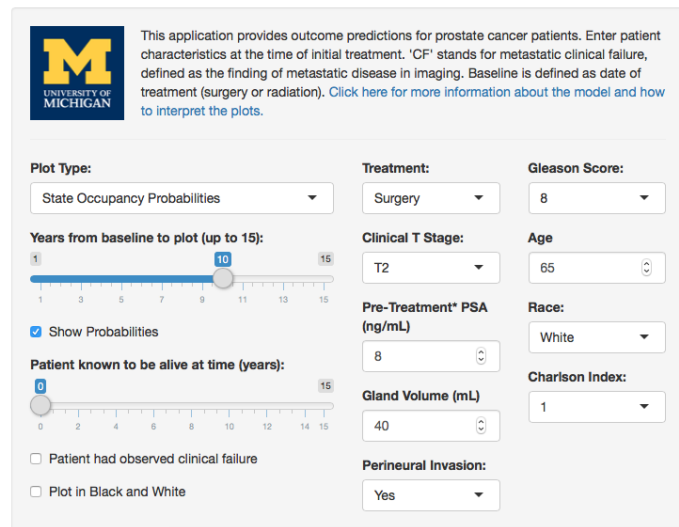 This application provides outcome predictions for prostate cancer patients. Enter patient
characteristics at the time of initial treatment. 'CF' stands for metastatic clinical failure,
defined as the finding of metastatic disease in imaging. Baseline is defined as date of
treatment (surgery or radiation). Click here for more information about the model and how
to interpret the plots.
M
UNIVERSITY OF
MICHIGAN
Plot Type:
State Occupancy Probabilities
Years from baseline to plot (up to 15):
1 10 15
1 3 5 7 9 11 13 15
Show Probabilities
Patient known to be alive at time (years):
0 15
0 2 4 6 8 10 12 14 15
Patient had observed clinical failure
Plot in Black and White
Treatment:
Surgery
Clinical T Stage:
T2
Pre-Treatment* PSA
(ng/mL)
8
Gland Volume (mL)
40
Perineural Invasion:
Yes
Gleason Score:
8
Age
65
Race:
White
Charlson Index:
1